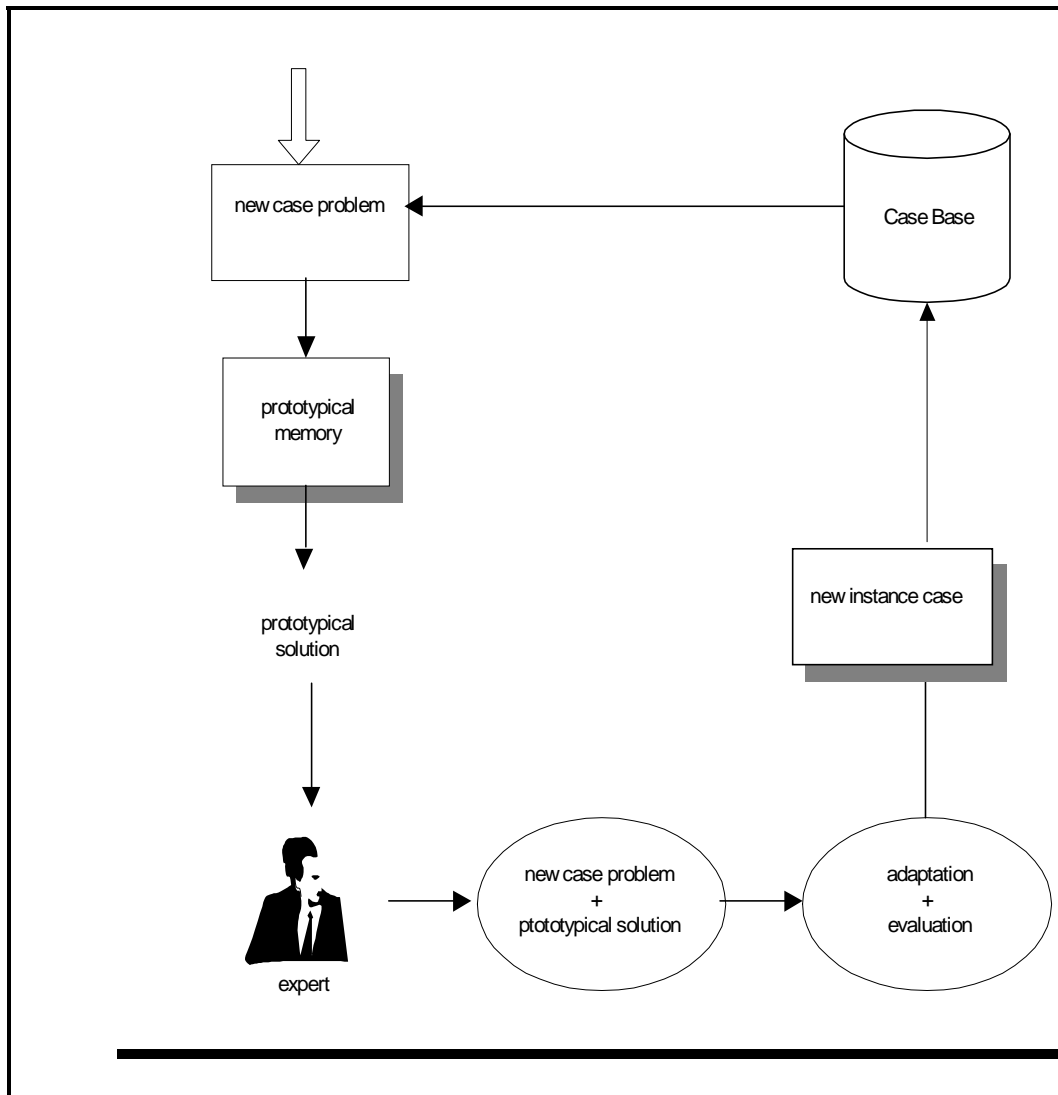 new case problem
Case Base
prototypical
memory
new instance case
prototypical
solution
new case problem
+
ptototypical solution
adaptation
+
evaluation
expert